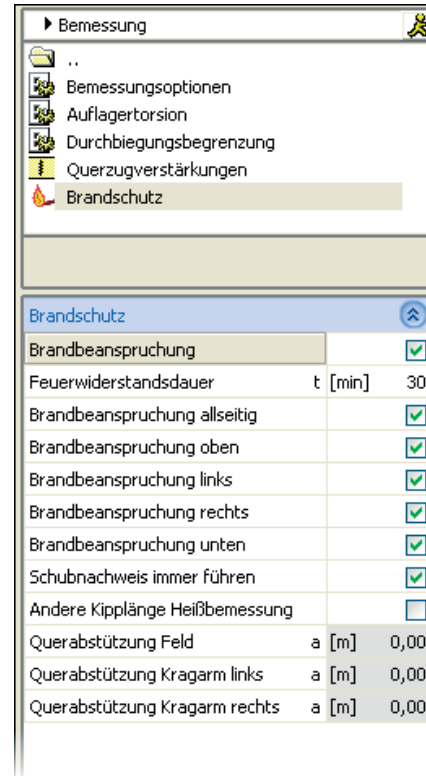 Bemessung
..
Bemessungsoptionen
Auflagertorsion
Durchbiegungsbegrenzung
Querzugverstärkungen
Brandschutz
Brandschutz
Brandbeanspruchung
Feuerwiderstandsdauer t [min] 30
Brandbeanspruchung allseitig
Brandbeanspruchung oben
Brandbeanspruchung links
Brandbeanspruchung rechts
Brandbeanspruchung unten
Schubnachweis immer führen
Andere Kipplänge Heißbemessung
Querabstützung Feld a [m] 0,00
Querabstützung Kragarm links a [m] 0,00
Querabstützung Kragarm rechts a [m] 0,00